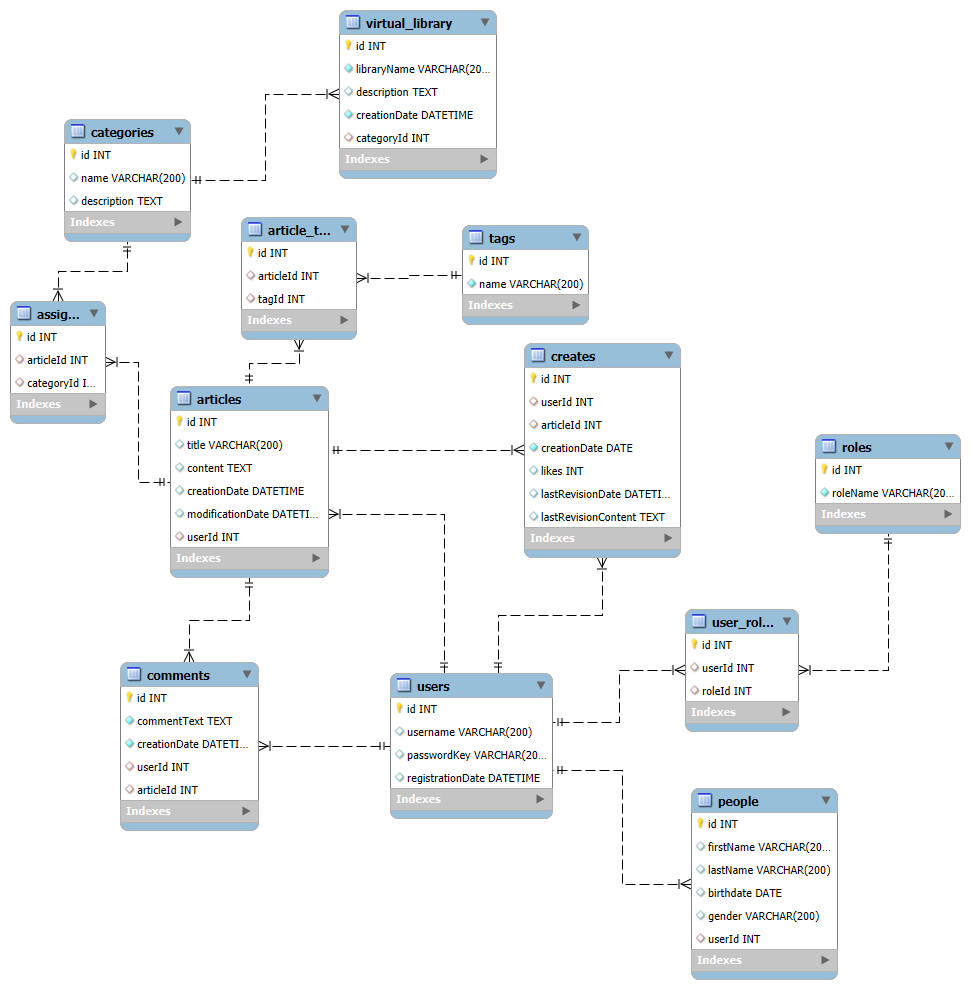 virtual_library
id INT
libraryName VARCHAR(20...
description TEXT
creationDate DATETIME
categoryId INT
Indexes
categories
id INT
name VARCHAR(200)
description TEXT
Indexes
article_t...
id INT
articleId INT
tagId INT
Indexes
tags
id INT
name VARCHAR(200)
Indexes
assig...
id INT
articleId INT
categoryId I...
Indexes
creates
id INT
userId INT
articleId INT
creationDate DATE
likes INT
lastRevisionDate DATETI...
lastRevisionContent TEXT
Indexes
articles
id INT
title VARCHAR(200)
content TEXT
creationDate DATETIME
modificationDate DATETI...
userId INT
Indexes
roles
id INT
roleName VARCHAR(20...
Indexes
user_rol...
id INT
userId INT
roleId INT
Indexes
comments
id INT
commentText TEXT
creationDate DATETI...
userId INT
articleId INT
Indexes
users
id INT
username VARCHAR(200)
passwordKey VARCHAR(20...
registrationDate DATETIME
Indexes
people
id INT
firstName VARCHAR(20...
lastName VARCHAR(200)
birthdate DATE
gender VARCHAR(200)
userId INT
Indexes